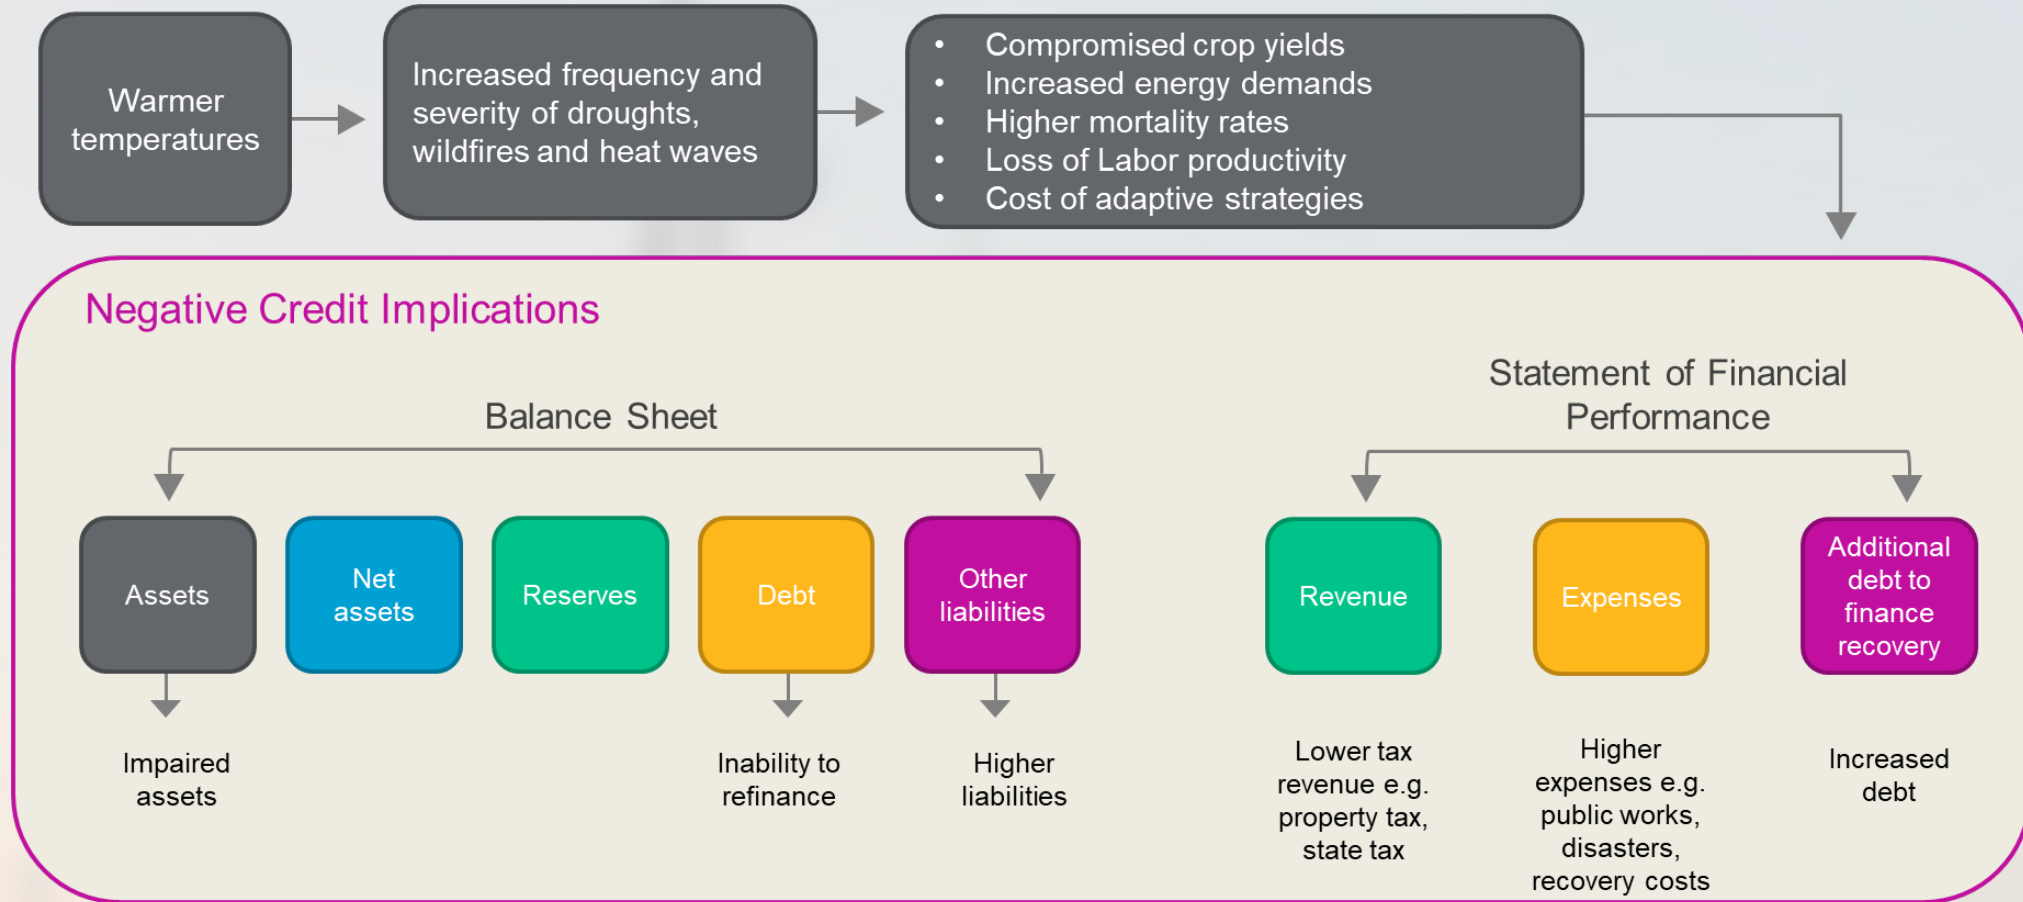 Warmer
temperatures
Increased frequency and
severity of droughts,
wildfires and heat waves
• Compromised crop yields
• Increased energy demands
• Higher mortality rates
• Loss of Labor productivity
• Cost of adaptive strategies
Negative Credit Implications
Balance Sheet
Assets
Net
assets
Reserves
Debt
Other
liabilities
Impaired
assets
Inability to
refinance
Higher
liabilities
Statement of Financial
Performance
Revenue
Expenses
Additional
debt to
finance
recovery
Lower tax
revenue e.g.
property tax,
state tax
Higher
expenses e.g.
public works,
disasters,
recovery costs
Increased
debt